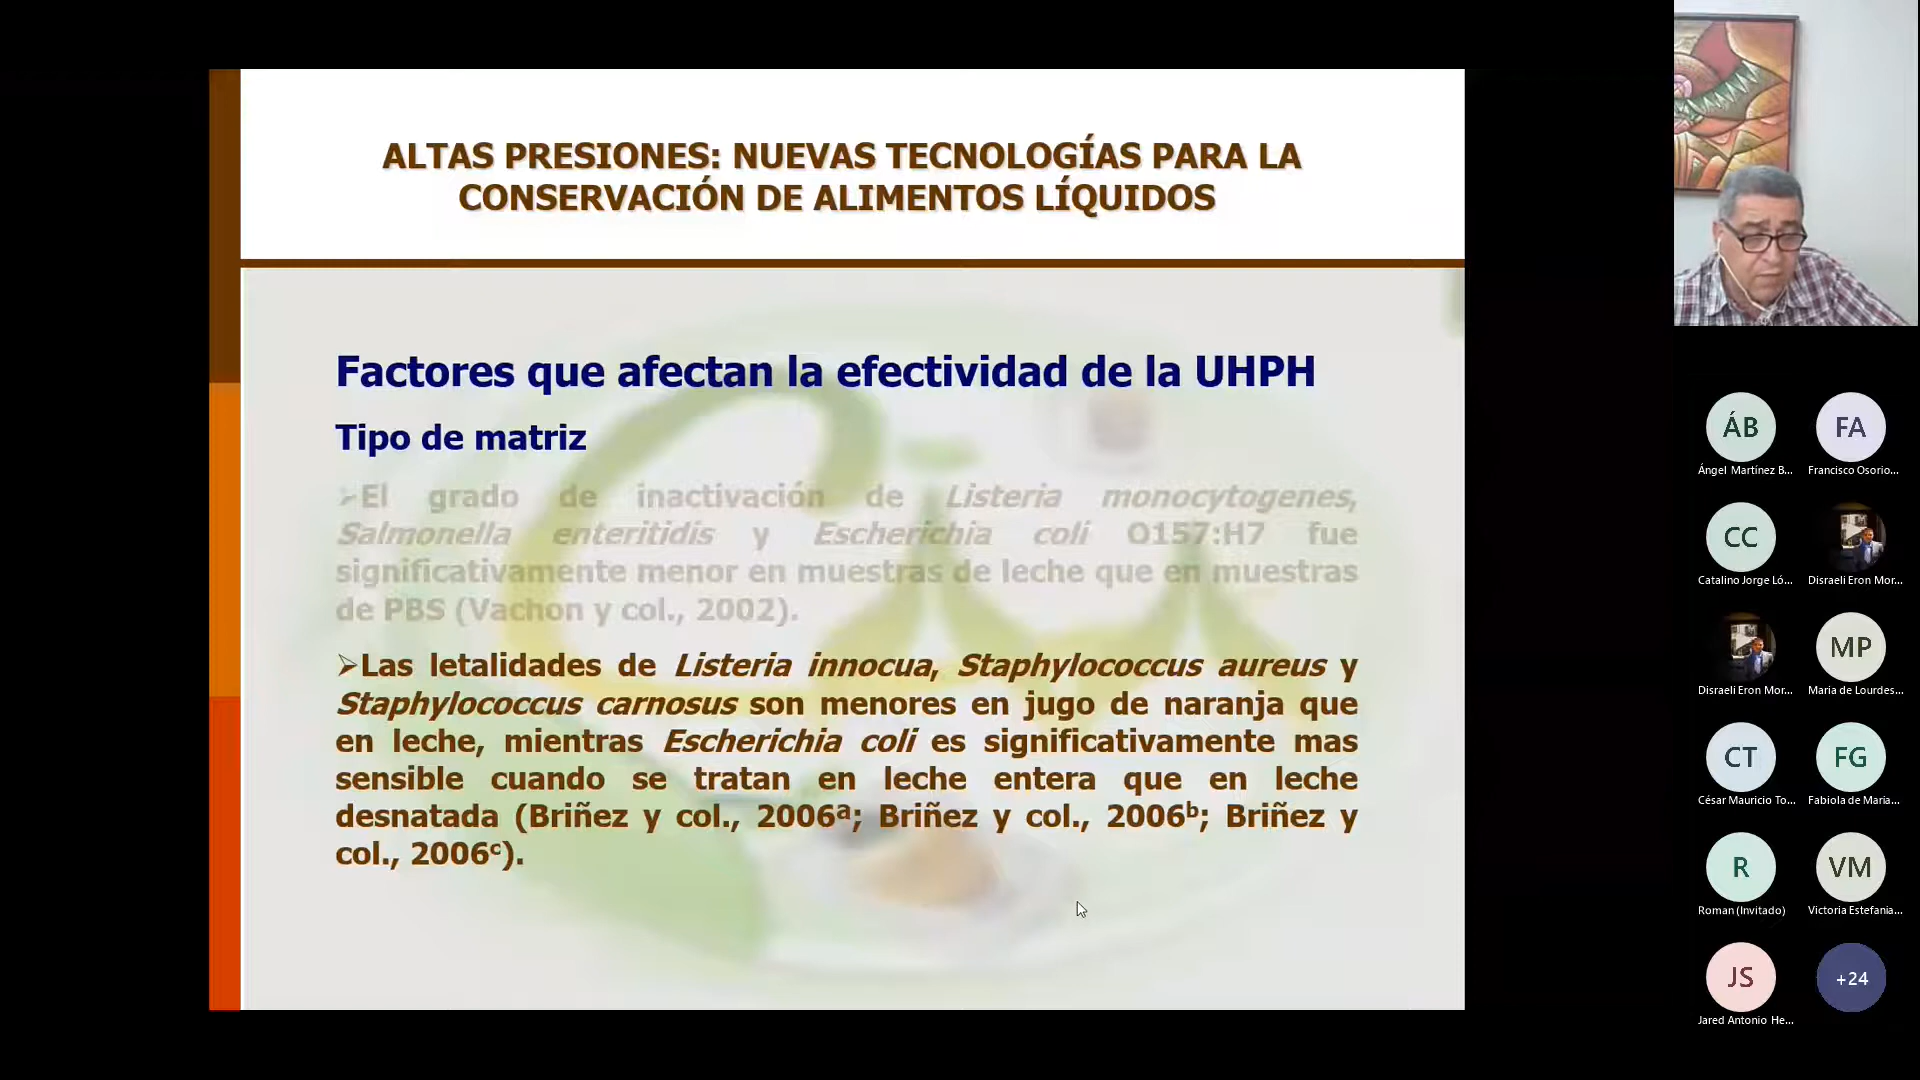 ALTAS PRESIONES: NUEVAS TECNOLOGÍAS PARA LA
CONSERVACIÓN DE ALIMENTOS LÍQUIDOS
Factores que afectan la efectividad de la UHPH
Tipo de matriz
➢El grado de inactivación de Listeria monocytogenes,
Salmonella enteritidis y Escherichia coli O157:H7 fue
significativamente menor en muestras de leche que en muestras
de PBS (Vachon y col., 2002).
➢Las letalidades de Listeria innocua, Staphylococcus aureus y
Staphylococcus carnosus son menores en jugo de naranja que
en leche, mientras Escherichia coli es significativamente mas
sensible cuando se tratan en leche entera que en leche
desnatada (Briñez y col., 2006ª; Briñez y col., 2006ᵇ; Briñez y
col., 2006ᶜ).
ÁB FA
Ángel Martínez B... Francisco Osorio...
CC
Catalino Jorge Ló... Disraeli Eron Mor...
MP
Disraeli Eron Mor... Maria de Lourdes...
CT FG
César Mauricio To... Fabiola de Maria...
R VM
Roman (Invitado) Victoria Estefania...
JS +24
Jared Antonio He...